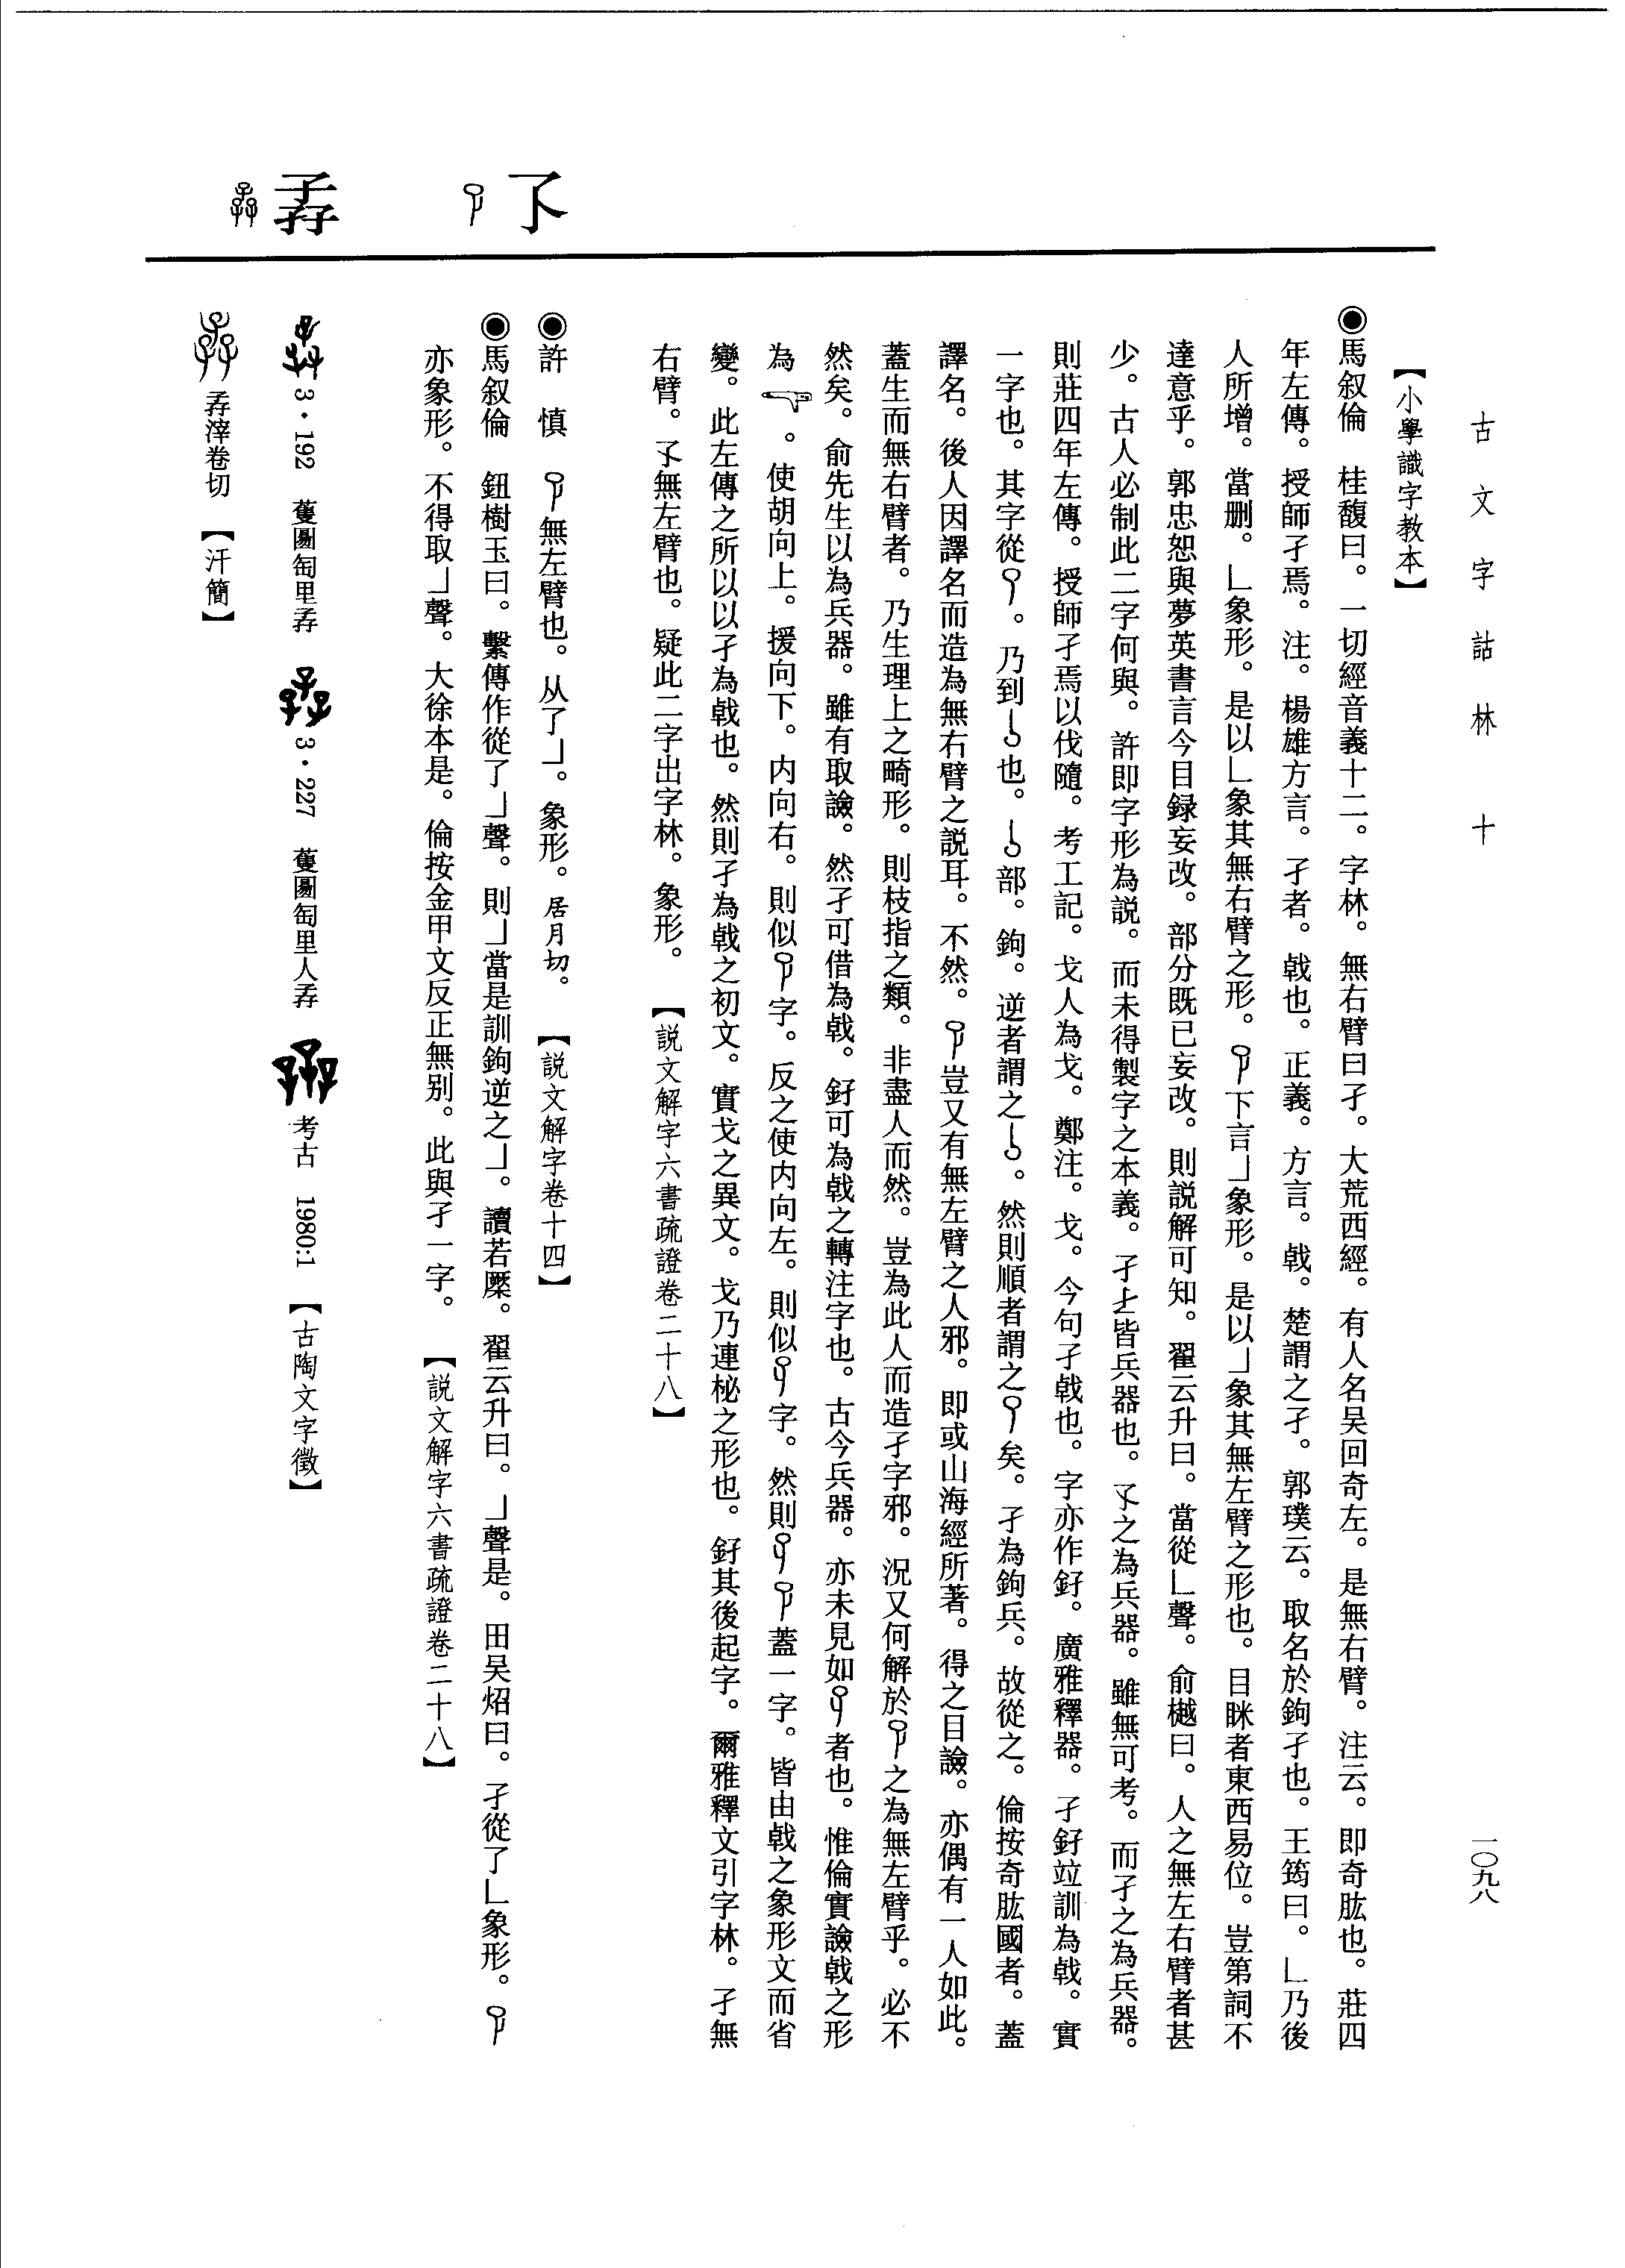 古文字詁林　十
一〇九八
【小學識字教本】
◉馬叙倫　桂馥曰。一切經音義十二。字林。無右臂曰孑。大荒西經。有人名吴回奇左。是無右臂。注云。即奇肱也。莊四
年左傳。授師孑焉。注。楊雄方言。孑者。戟也。正義。方言。戟。楚謂之孑。郭璞云。取名於鉤孑也。王筠曰。乚乃後
人所增。當删。乚象形。是以乚象其無右臂之形。下言亅象形。是以亅象其無左臂之形也。目眯者東西易位。豈第詞不
達意乎。郭忠恕與夢英書言今目録妄改。部分既已妄改。則説解可知。翟云升曰。當從乚聲。俞樾曰。人之無左右臂者甚
少。古人必制此二字何與。許即字形為説。而未得製字之本義。孑𠄏皆兵器也。𠄏之為兵器。雖無可考。而孑之為兵器。
則莊四年左傳。授師孑焉以伐隨。考工記。戈人為戈。鄭注。戈。今句孑戟也。字亦作釨。廣雅釋器。孑釨竝訓為戟。實
一字也。其字從。乃到也。部。鉤。逆者謂之。然則順者謂之矣。孑為鉤兵。故從之。倫按奇肱國者。蓋
譯名。後人因譯名而造為無右臂之説耳。不然。豈又有無左臂之人邪。即或山海經所著。得之目譣。亦偶有一人如此。
蓋生而無右臂者。乃生理上之畸形。則枝指之類。非盡人而然。豈為此人而造孑字邪。況又何解於之為無左臂乎。必不
然矣。俞先生以為兵器。雖有取譣。然孑可借為戟。釨可為戟之轉注字也。古今兵器。亦未見如者也。惟倫實譣戟之形
為。使胡向上。援向下。内向右。則似字。反之使内向左。則似字。然則蓋一字。皆由戟之象形文而省
變。此左傳之所以以孑為戟也。然則孑為戟之初文。實戈之異文。戈乃連柲之形也。釨其後起字。爾雅釋文引字林。孑無
右臂。𠄏無左臂也。疑此二字出字林。象形。【説文解字六書疏證卷二十八】
𠄏
◉許　慎　無左臂也。从了亅。象形。居月切。【説文解字卷十四】
◉馬叙倫　鈕樹玉曰。繫傳作從了亅聲。則亅當是訓鉤逆之亅。讀若橜。翟云升曰。亅聲是。田吴炤曰。孑從了乚象形。
亦象形。不得取亅聲。大徐本是。倫按金甲文反正無别。此與孑一字。【説文解字六書疏證卷二十八】
孨
3·192　蒦圖匋里孨　3·227　蒦圖匋里人孨　考古　1980:1【古陶文字徵】
孨滓卷切【汗簡】